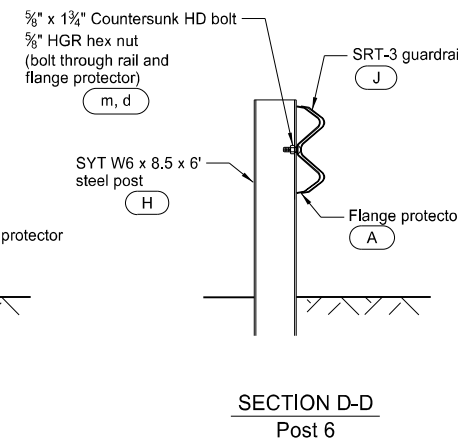 ⅝" x 1¾" Countersunk HD bolt
⅝" HGR hex nut
(bolt through rail and
flange protector)
m, d
SRT-3 guardrai
J
SYT W6 x 8.5 x 6'
steel post
H
Flange protecto
A
protector
SECTION D-D
Post 6